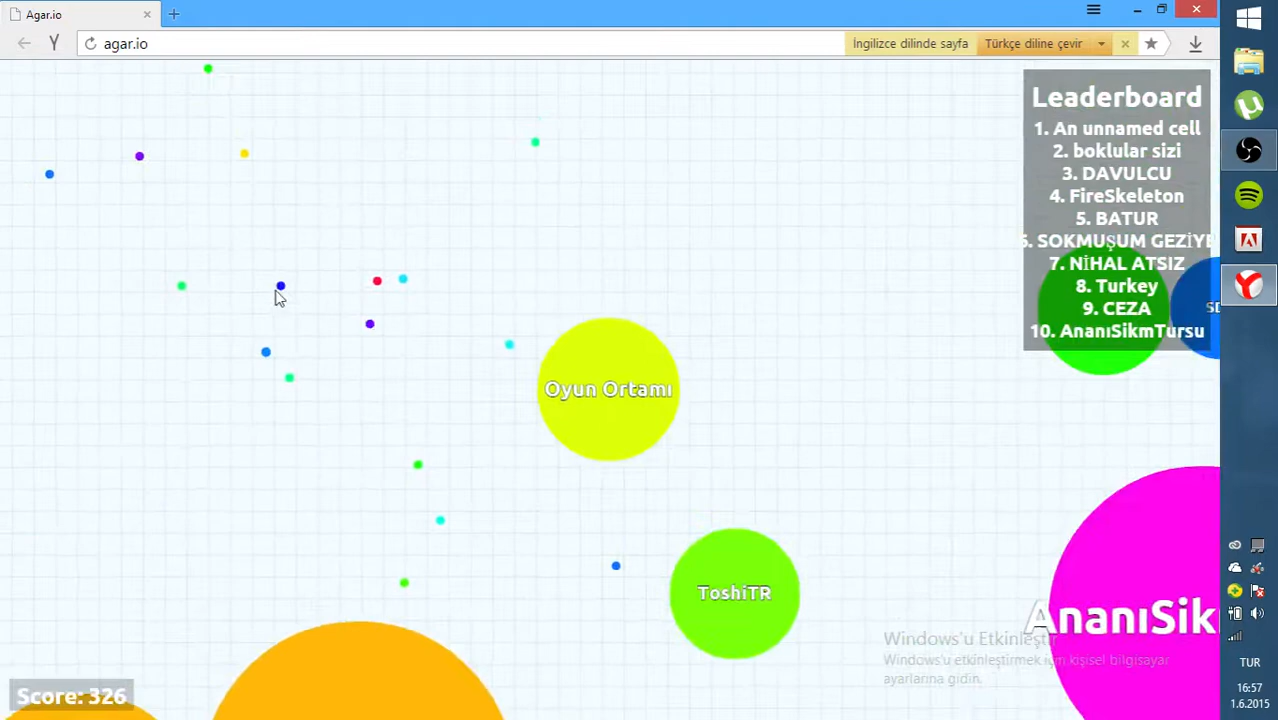 Agar.io
agar.io
İngilizce dilinde sayfa
Türkçe diline çevir
Leaderboard
1. An unnamed cell
2. boklular sizi
3. DAVULCU
4. FireSkeleton
5. BATUR
6. SOKMUŞUM GEZİYE
7. NİHAL ATSIZ
8. Turkey
9. CEZA
10. AnanıSikmTursu
Oyun Ortamı
ToshiTR
AnanıSik
Windows'u Etkinleştir
Windows'u etkinleştirmek için kişisel bilgisayar
ayarlarına gidin.
Score: 326
TUR
16:57
1.6.2015